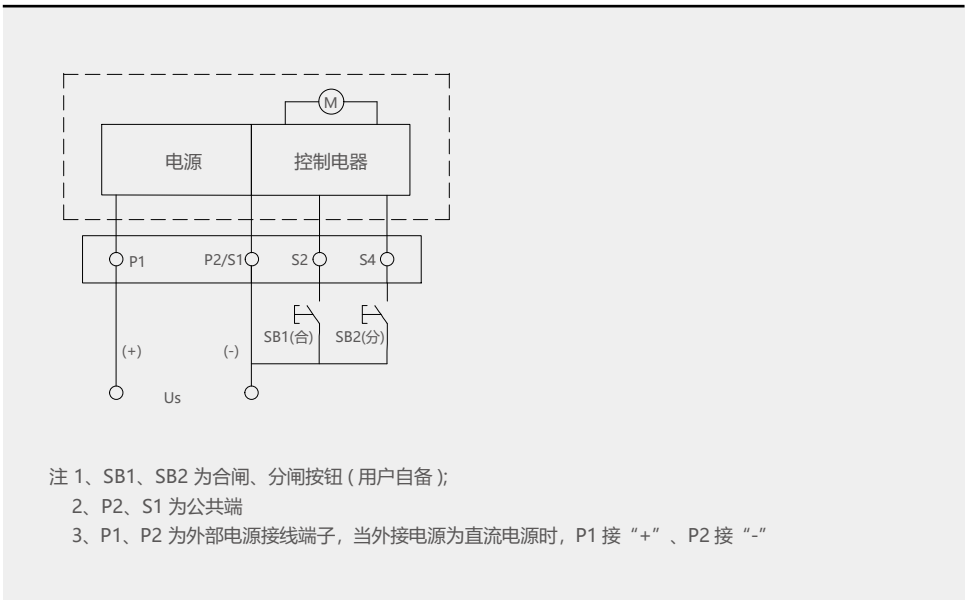 M
电源
控制电器
P1
P2/S1
S2
S4
SB1(合)
SB2(分)
(+)
(-)
Us
注 1、SB1、SB2 为合闸、分闸按钮 ( 用户自备 );
2、P2、S1 为公共端
3、P1、P2 为外部电源接线端子，当外接电源为直流电源时，P1 接“+”、P2 接“-”